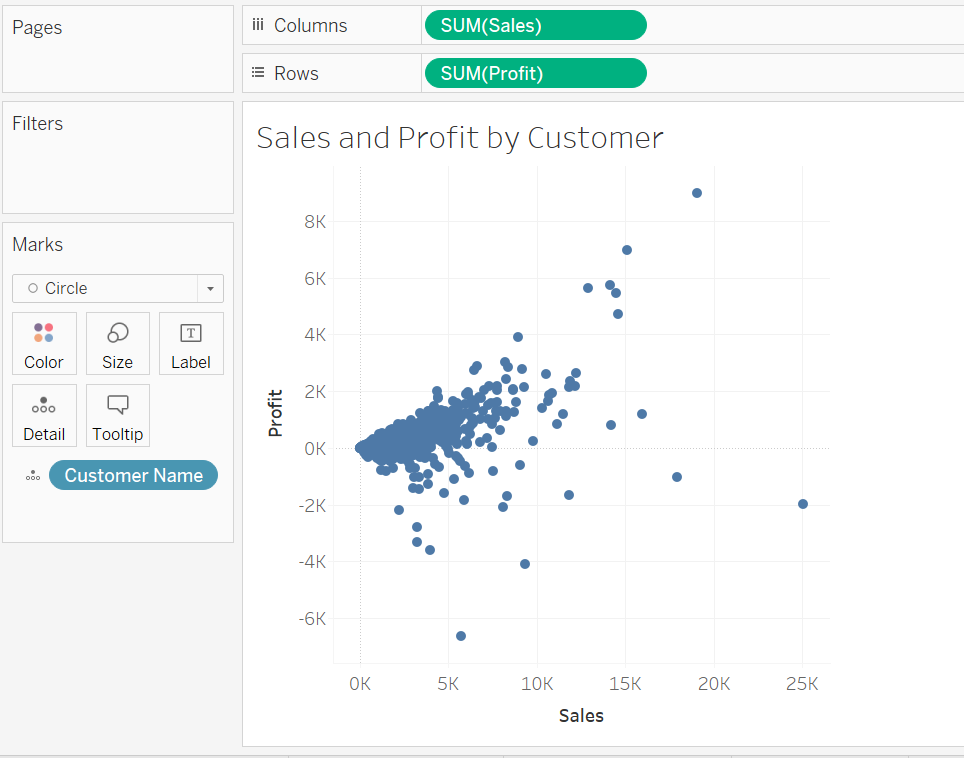 Pages
Columns
SUM(Sales)
Rows
SUM(Profit)
Filters
Marks
Circle
Color
Size
T
Label
Detail
Tooltip
Customer Name
Sales and Profit by Customer
Profit
8K
6K
4K
2K
0K
-2K
-4K
-6K
0K 5K 10K 15K 20K 25K
Sales